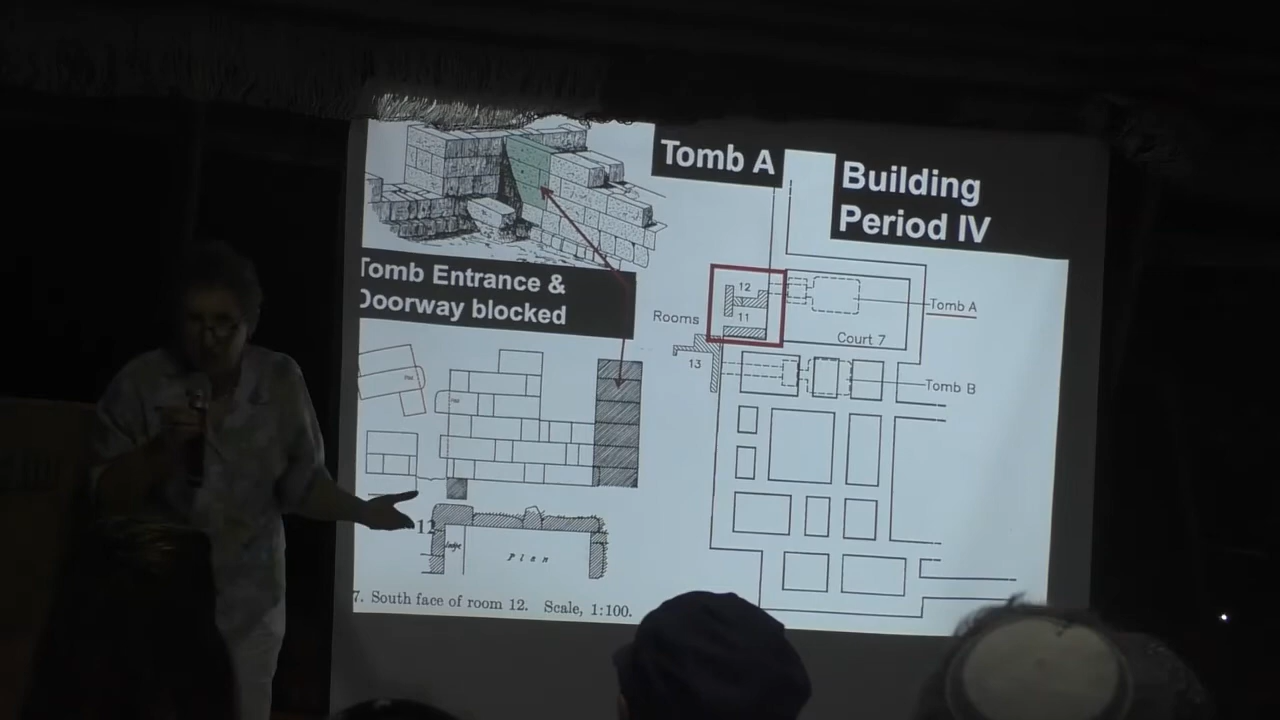 Tomb A
Building
Period IV
Tomb Entrance &
Doorway blocked
12
11
Rooms
13
Tomb A
Court 7
Tomb B
12
Plan
7. South face of room 12. Scale, 1:100.